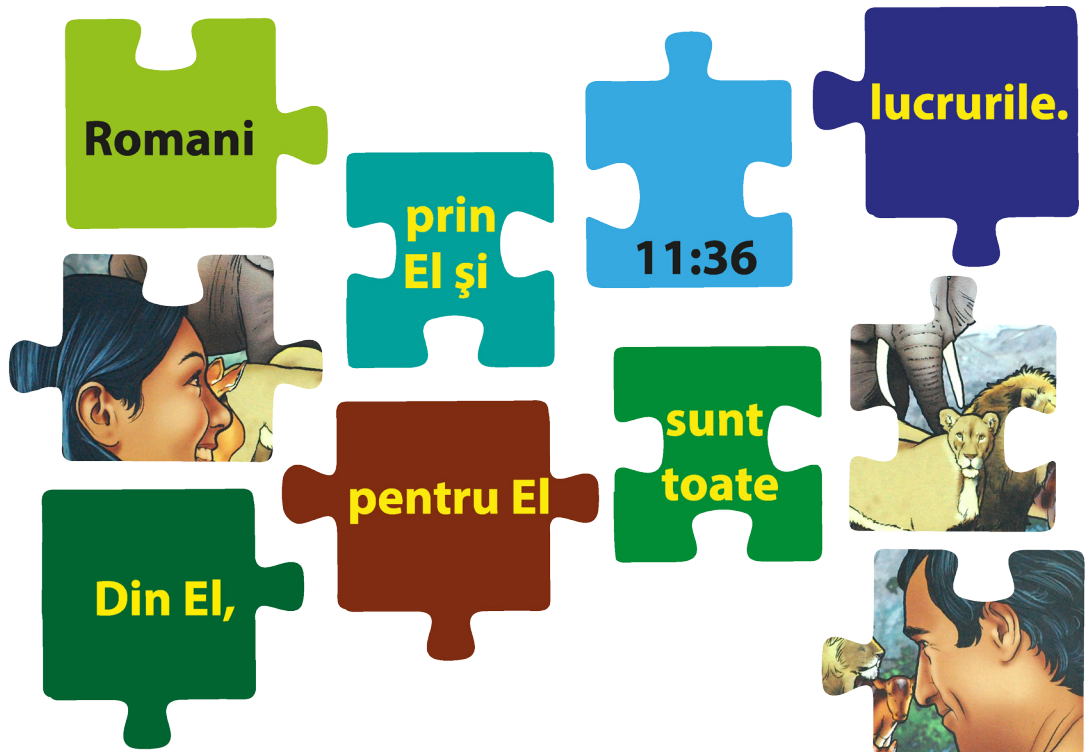 Romani
lucrurile.
prin
El şi
11:36
sunt
toate
pentru El
Din El,